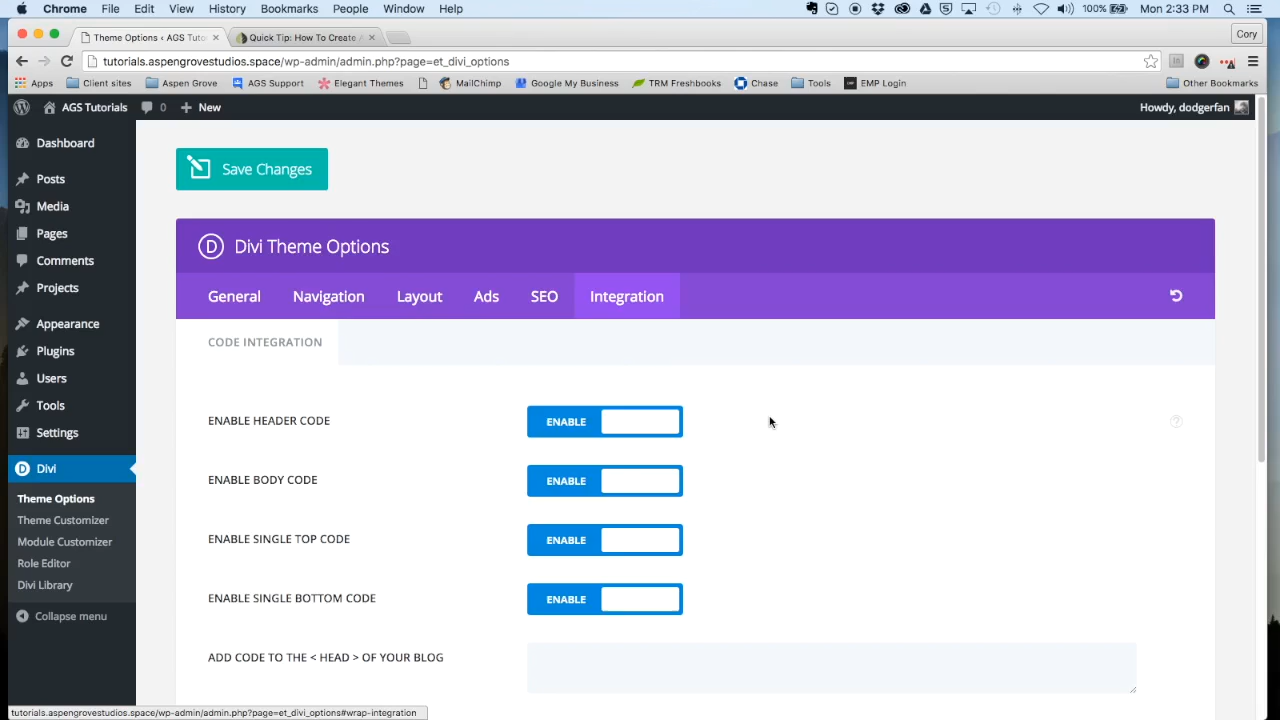 Chrome File Edit View History Bookmarks People Window Help 100% Mon 2:33 PM
Theme Options ‹ AGS Tuto Quick Tip: How To Create Cory
tutorials.aspengrovestudios.space/wp-admin/admin.php?page=et_divi_options
Apps Client sites Aspen Grove AGS Support Elegant Themes MailChimp Google My Business TRM Freshbooks Chase Tools EMP Login Other Bookmarks
AGS Tutorials 0 New Howdy, dodgerfan
Dashboard
Posts
Media
Pages
Comments
Projects
Appearance
Plugins
Users
Tools
Settings
Divi
Theme Options
Theme Customizer
Module Customizer
Role Editor
Divi Library
Collapse menu
Save Changes
D Divi Theme Options
General Navigation Layout Ads SEO Integration
CODE INTEGRATION
ENABLE HEADER CODE ENABLE
ENABLE BODY CODE ENABLE
ENABLE SINGLE TOP CODE ENABLE
ENABLE SINGLE BOTTOM CODE ENABLE
ADD CODE TO THE < HEAD > OF YOUR BLOG
tutorials.aspengrovestudios.space/wp-admin/admin.php?page=et_divi_options#wrap-integration